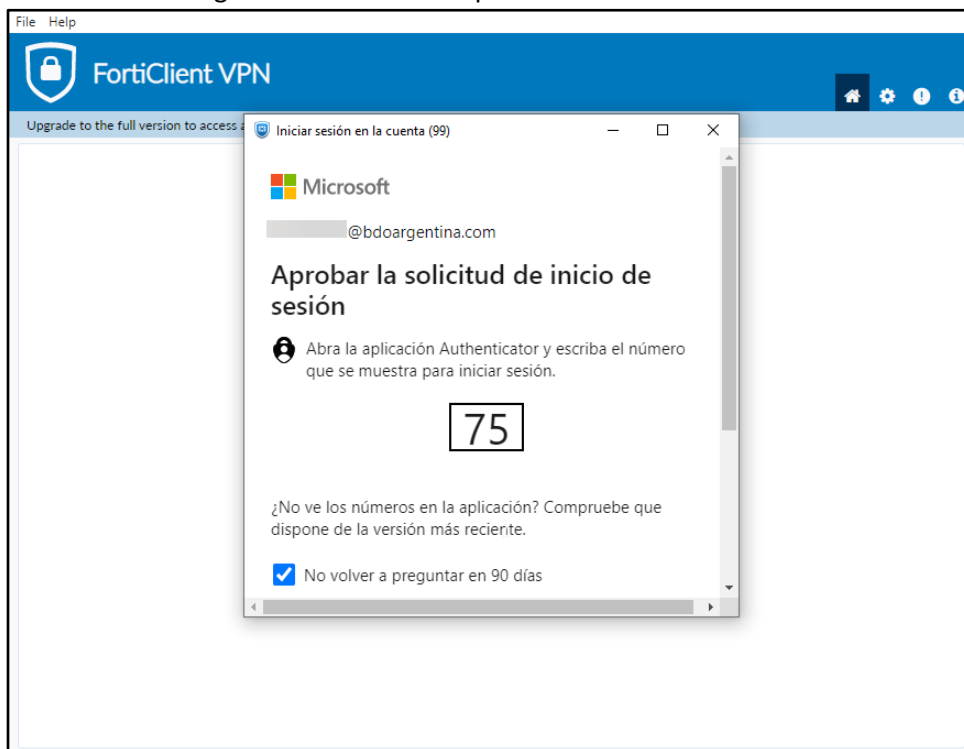 File Help
FortiClient VPN
Upgrade to the full version to access
Iniciar sesión en la cuenta (99)
Microsoft
@bdoargentina.com
Aprobar la solicitud de inicio de
sesión
Abra la aplicación Authenticator y escriba el número
que se muestra para iniciar sesión.
75
¿No ve los números en la aplicación? Compruebe que
dispone de la versión más reciente.
No volver a preguntar en 90 días